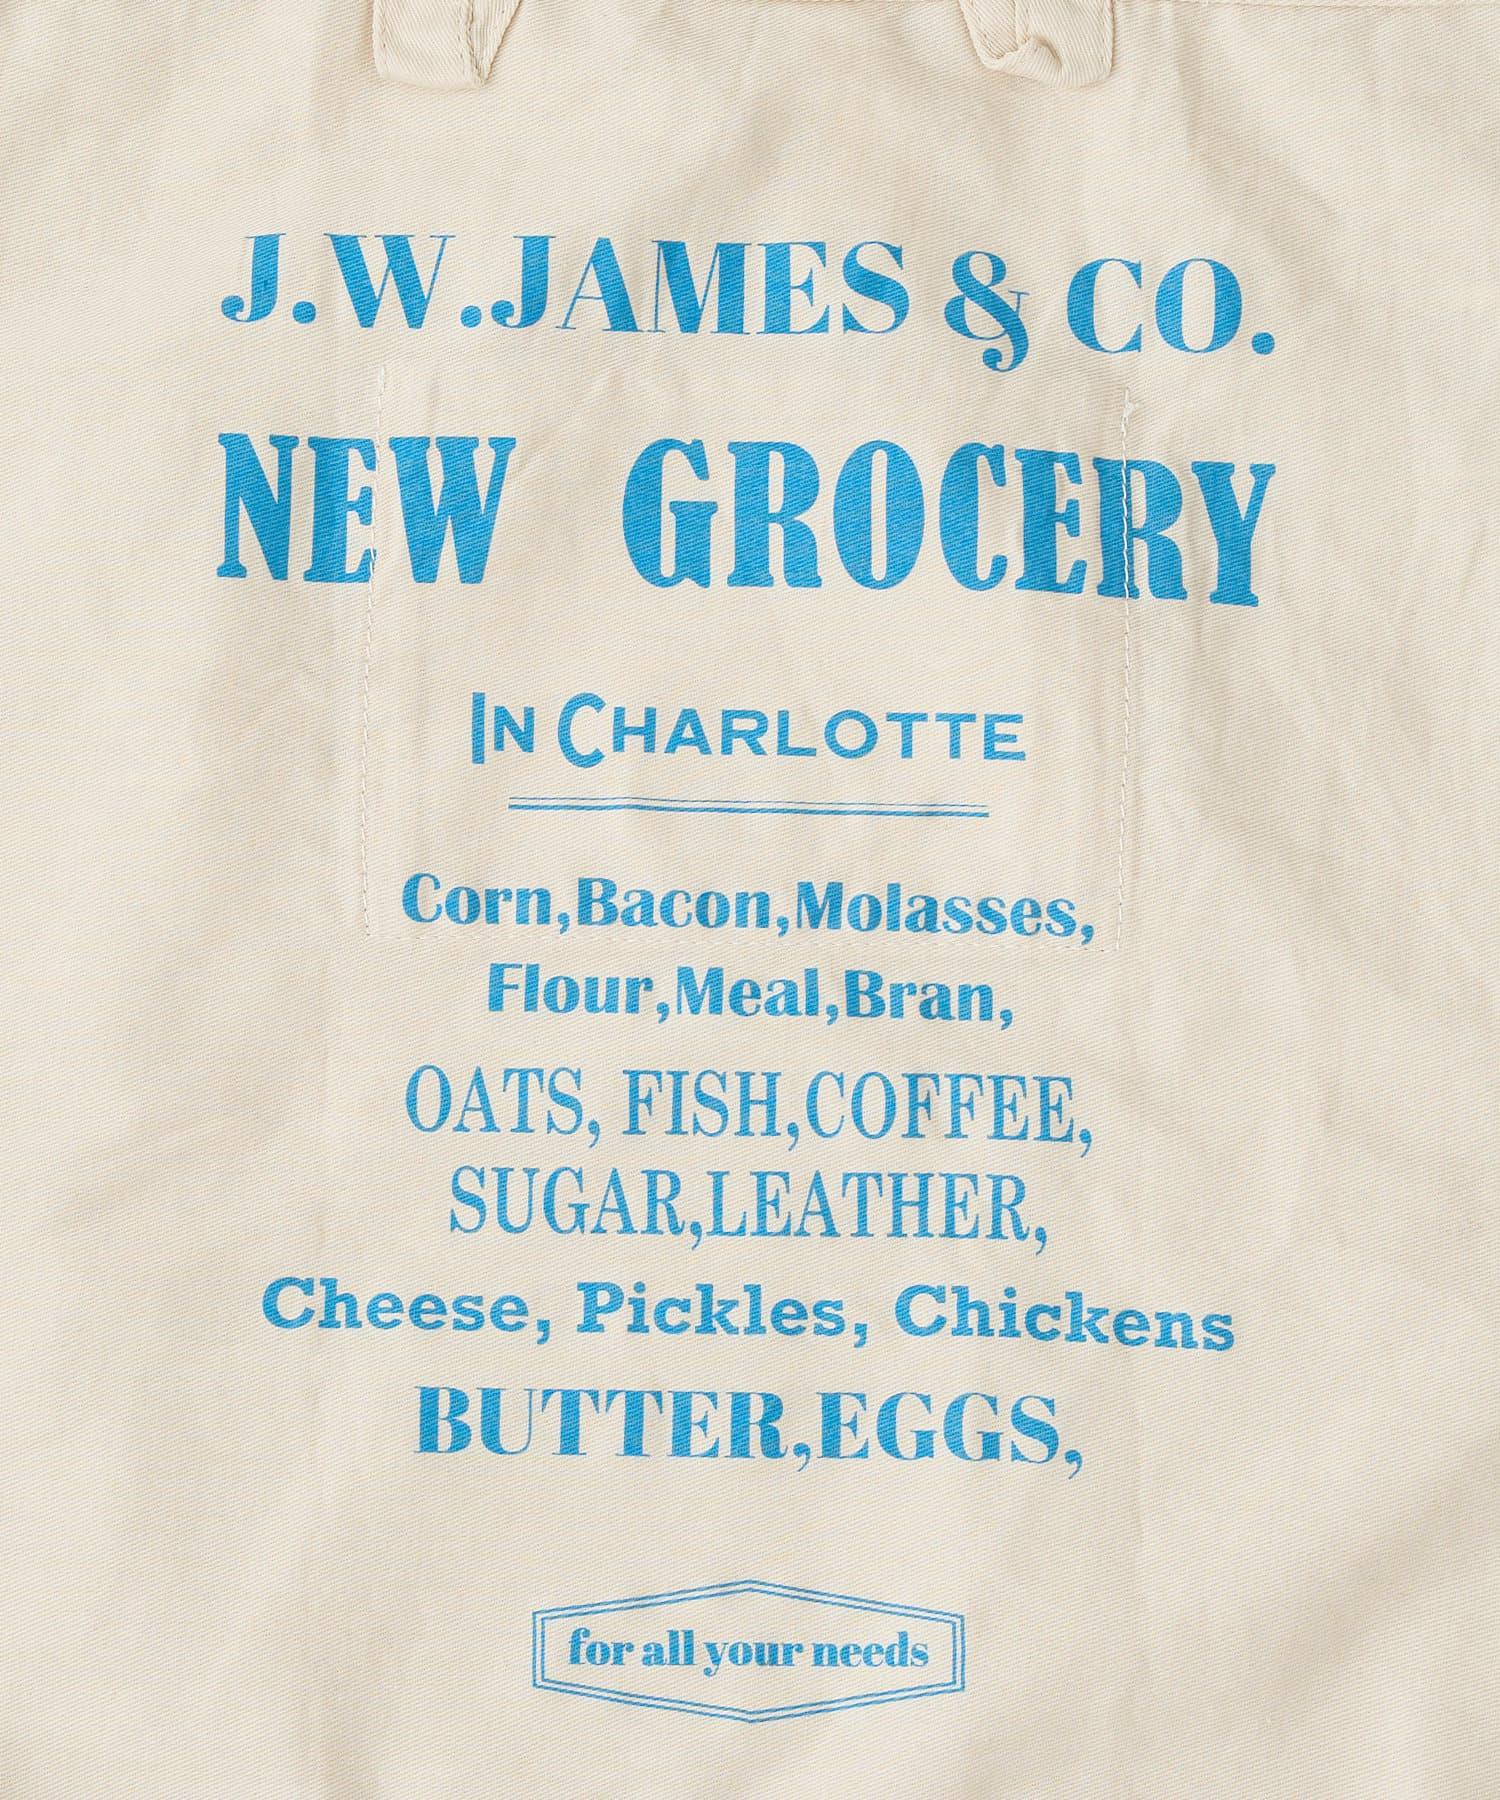 J.W.JAMES & CO.
NEW GROCERY
IN CHARLOTTE
Corn,Bacon,Molasses,
Flour,Meal,Bran,
OATS, FISH,COFFEE,
SUGAR,LEATHER,
Cheese, Pickles, Chickens
BUTTER,EGGS,
for all your needs